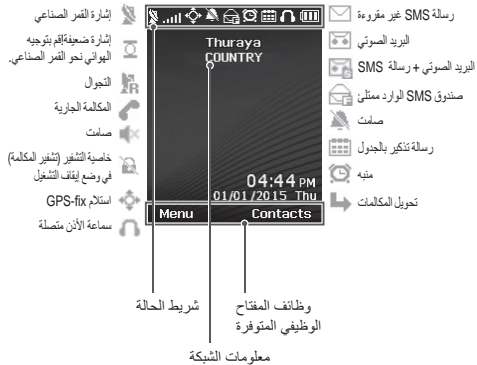 رسالة SMS غير مقروءة
البريد الصوتي
البريد الصوتي + رسالة SMS
صندوق SMS الوارد ممتلئ
صامت
رسالة تذكير بالجدول
منبه
تحويل المكالمات
Thuraya
COUNTRY
04:44 PM
01/01/2015 Thu
Menu Contacts
إشارة القمر الصناعي
إشارة ضعيفة|قم بتوجيه
الهوائي نحو القمر الصناعي.
R
التجوال
المكالمة الجارية
صامت
خاصية التشفير (تشفير المكالمة)
في وضع إيقاف التشغيل
استلام GPS-fix
سماعة الأذن متصلة
وظائف المفتاح
الوظيفي المتوفرة
شريط الحالة
معلومات الشبكة